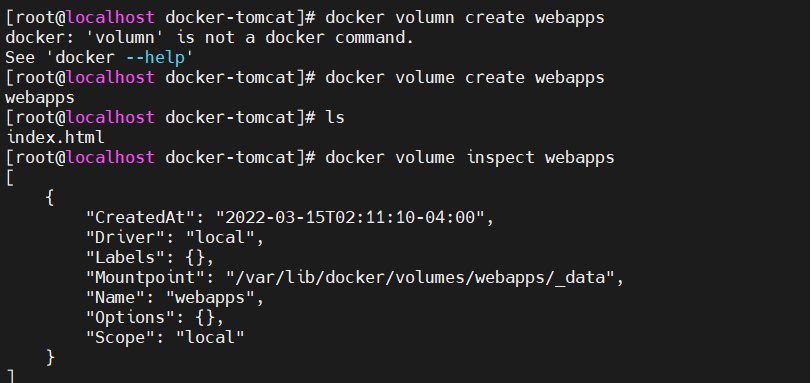 [root@localhost docker-tomcat]# docker volumn create webapps
docker: 'volumn' is not a docker command.
See 'docker --help'
[root@localhost docker-tomcat]# docker volume create webapps
webapps
[root@localhost docker-tomcat]# ls
index.html
[root@localhost docker-tomcat]# docker volume inspect webapps
[
    {
        "CreatedAt": "2022-03-15T02:11:10-04:00",
        "Driver": "local",
        "Labels": {},
        "Mountpoint": "/var/lib/docker/volumes/webapps/_data",
        "Name": "webapps",
        "Options": {},
        "Scope": "local"
    }
]